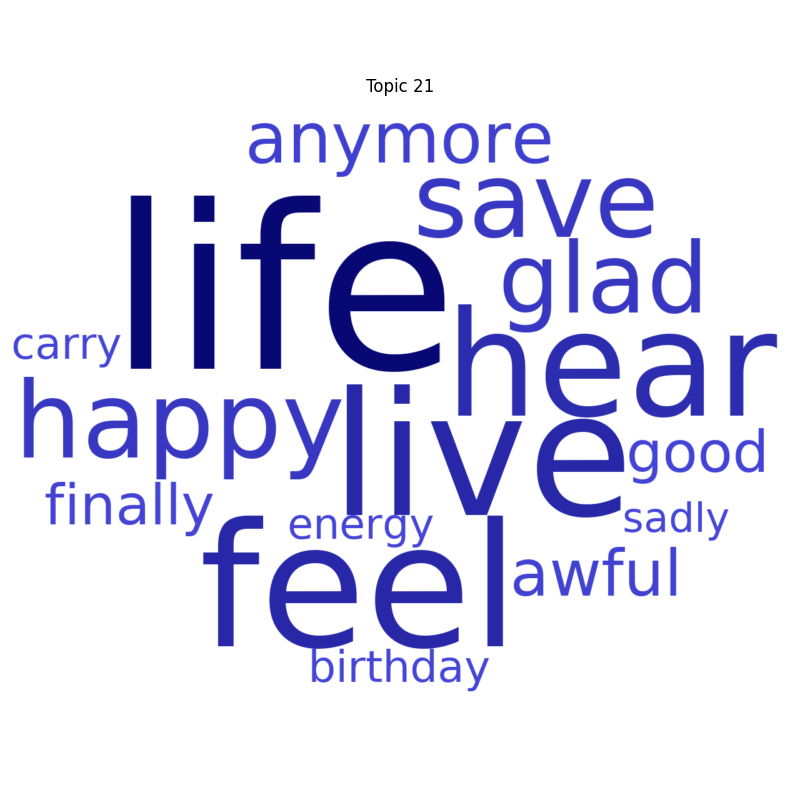 Topic 21
anymore
save
life
glad
hear
carry
happy
live
good
finally
energy
sadly
feel
awful
birthday